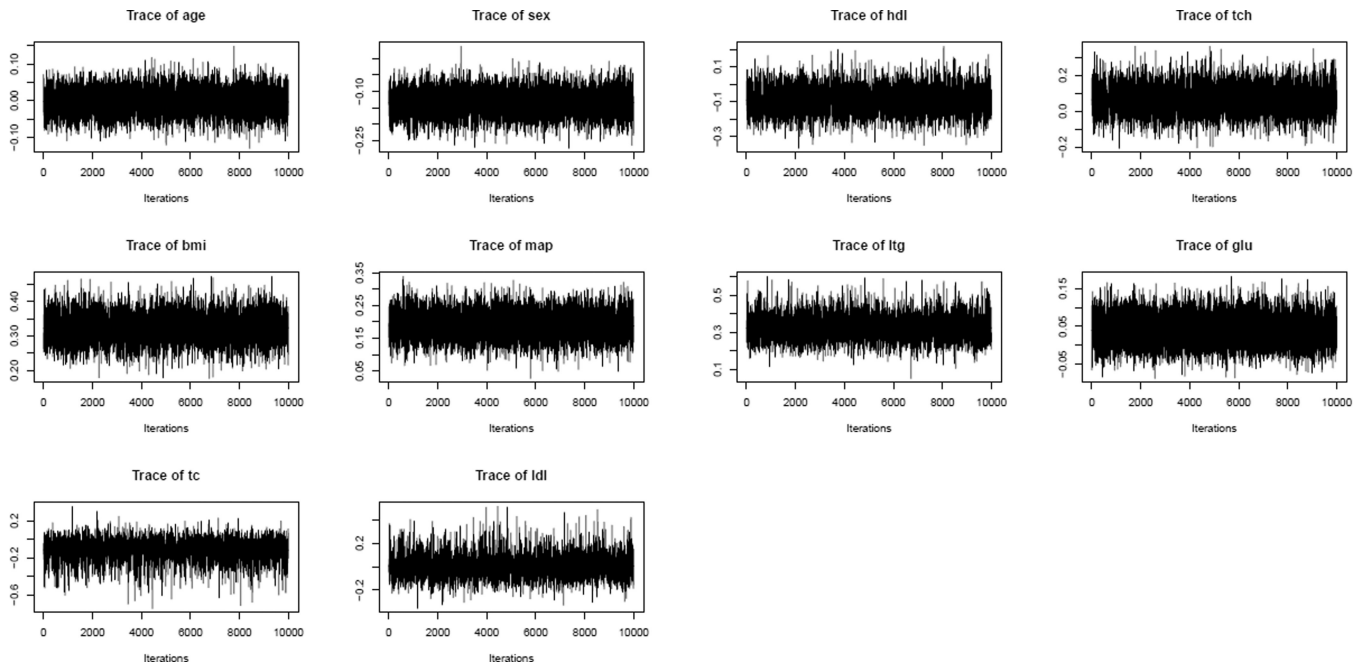 Trace of age
0.10
0.00
−0.10
0 2000 4000 6000 8000 10000
Iterations
Trace of sex
−0.10
−0.25
0 2000 4000 6000 8000 10000
Iterations
Trace of hdl
0.1
−0.1
−0.3
0 2000 4000 6000 8000 10000
Iterations
Trace of tch
0.2
0.0
−0.2
0 2000 4000 6000 8000 10000
Iterations
Trace of bmi
0.40
0.30
0.20
0 2000 4000 6000 8000 10000
Iterations
Trace of map
0.35
0.25
0.15
0.05
0 2000 4000 6000 8000 10000
Iterations
Trace of ltg
0.5
0.3
0.1
0 2000 4000 6000 8000 10000
Iterations
Trace of glu
0.15
0.05
−0.05
0 2000 4000 6000 8000 10000
Iterations
Trace of tc
0.2
−0.2
−0.6
0 2000 4000 6000 8000 10000
Iterations
Trace of ldl
0.2
−0.2
0 2000 4000 6000 8000 10000
Iterations